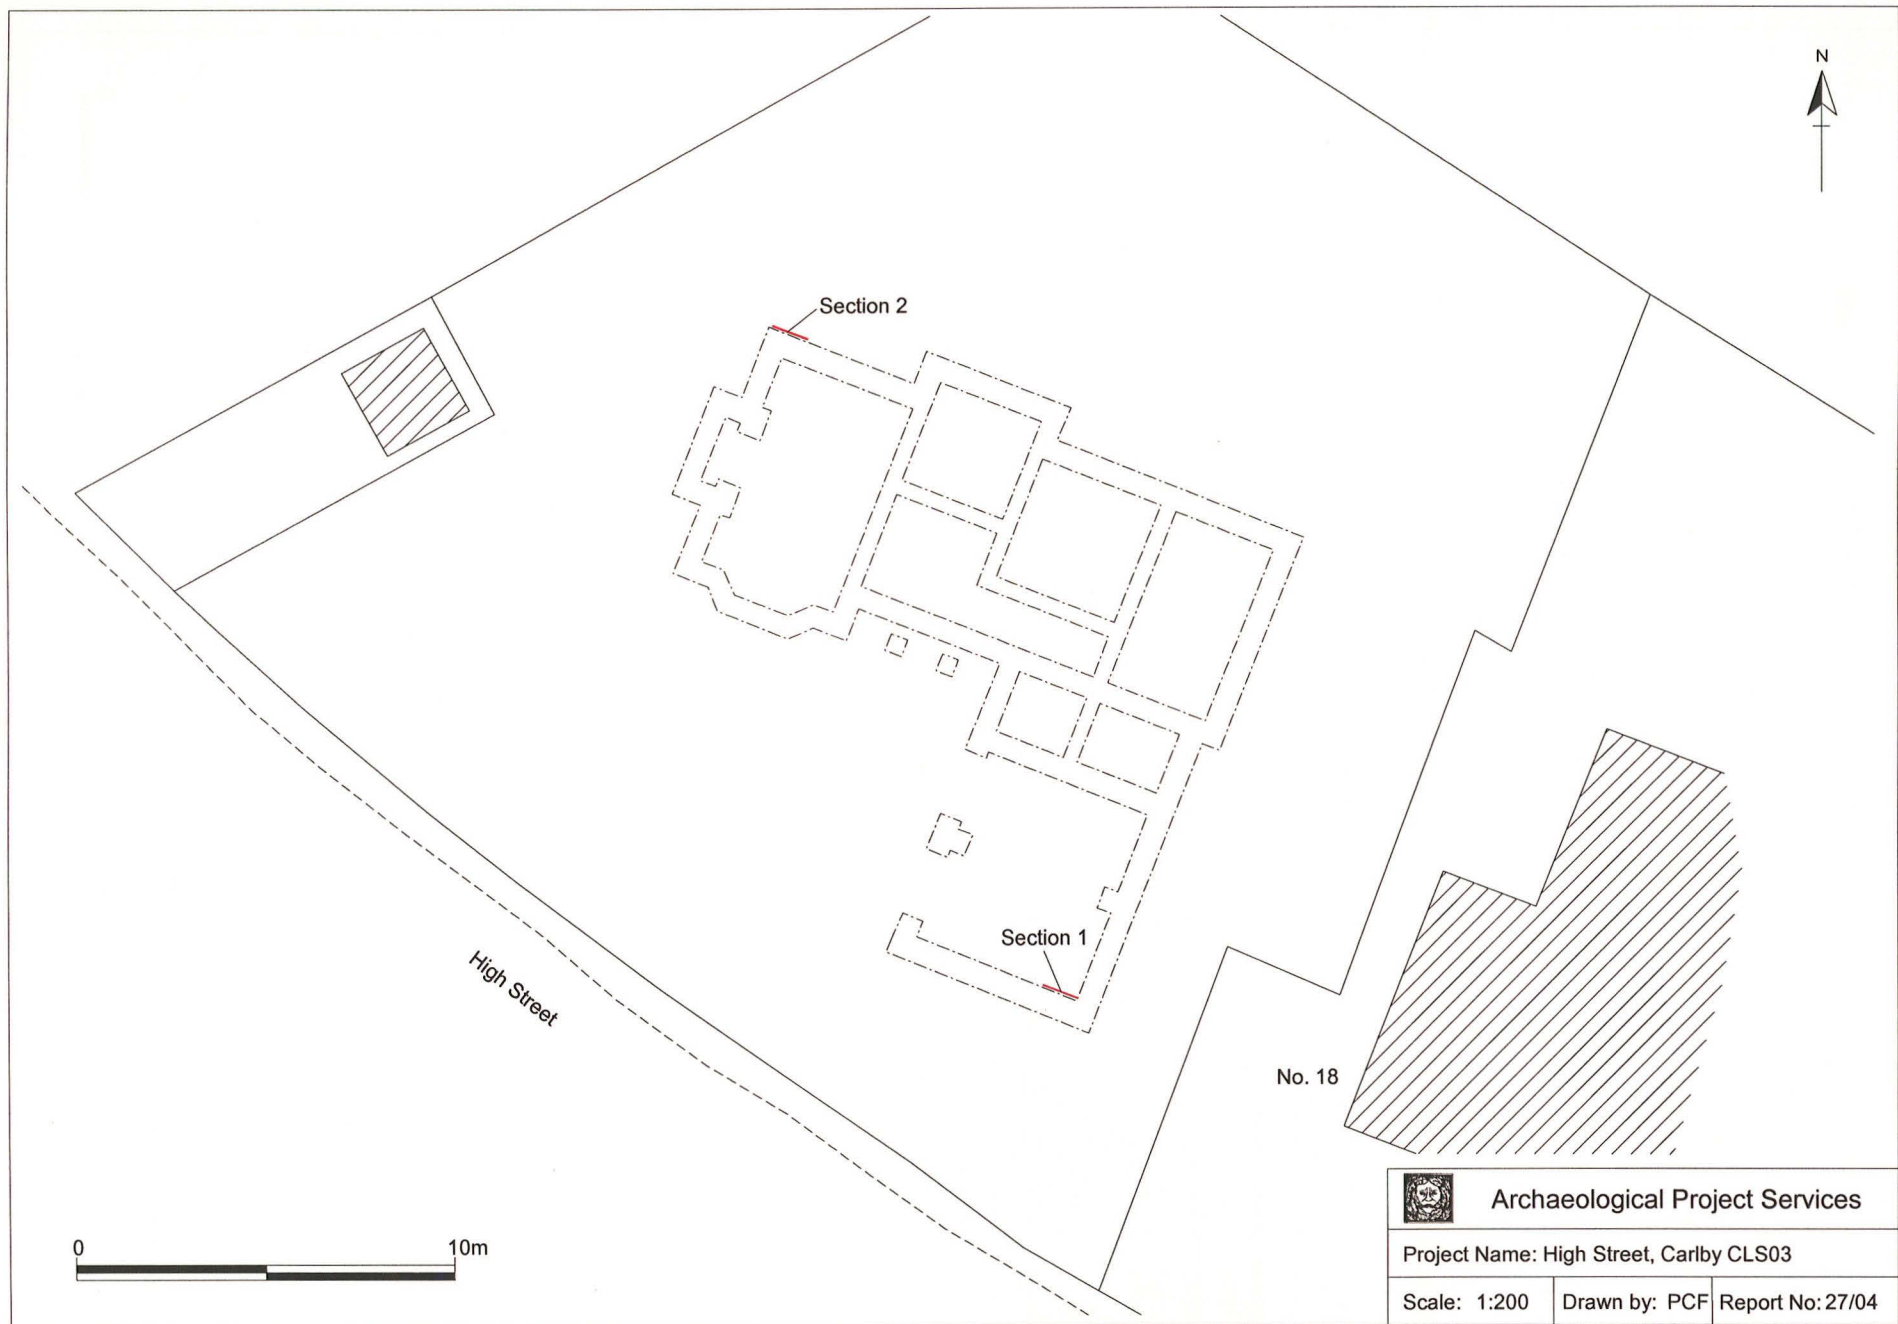 N
Section 2
Section 1
High Street
No. 18
0 10m
Archaeological Project Services
Project Name: High Street, Carlby CLS03
Scale: 1:200 Drawn by: PCF Report No: 27/04